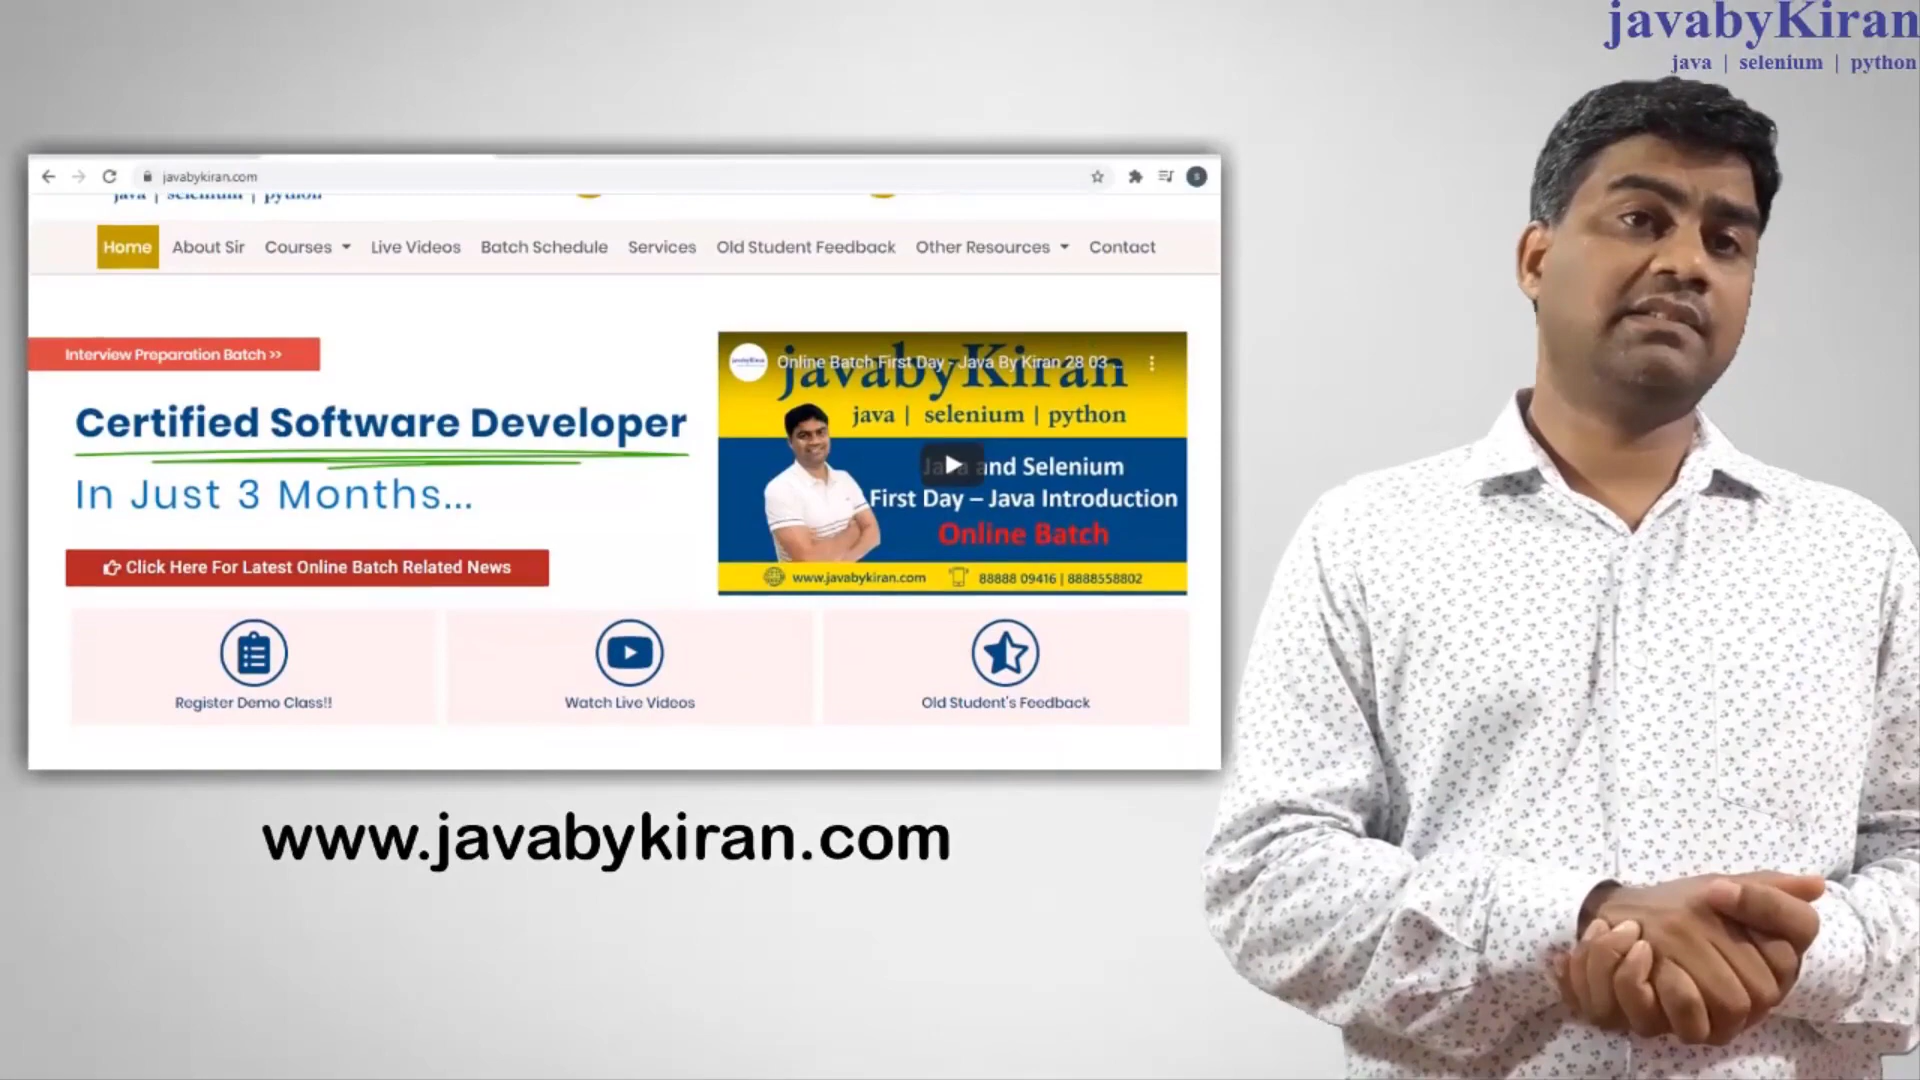 javabyKiran
java | selenium | python
javabykiran.com
java | selenium | python
Home About Sir Courses Live Videos Batch Schedule Services Old Student Feedback Other Resources Contact
Interview Preparation Batch >>
Certified Software Developer
In Just 3 Months...
Click Here For Latest Online Batch Related News
Online Batch First Day - Java By Kiran 28 03 ...
javabyKiran
java | selenium | python
Java and Selenium
First Day – Java Introduction
Online Batch
www.javabykiran.com 88888 09416 | 8888558802
Register Demo Class!! Watch Live Videos Old Student's Feedback
www.javabykiran.com